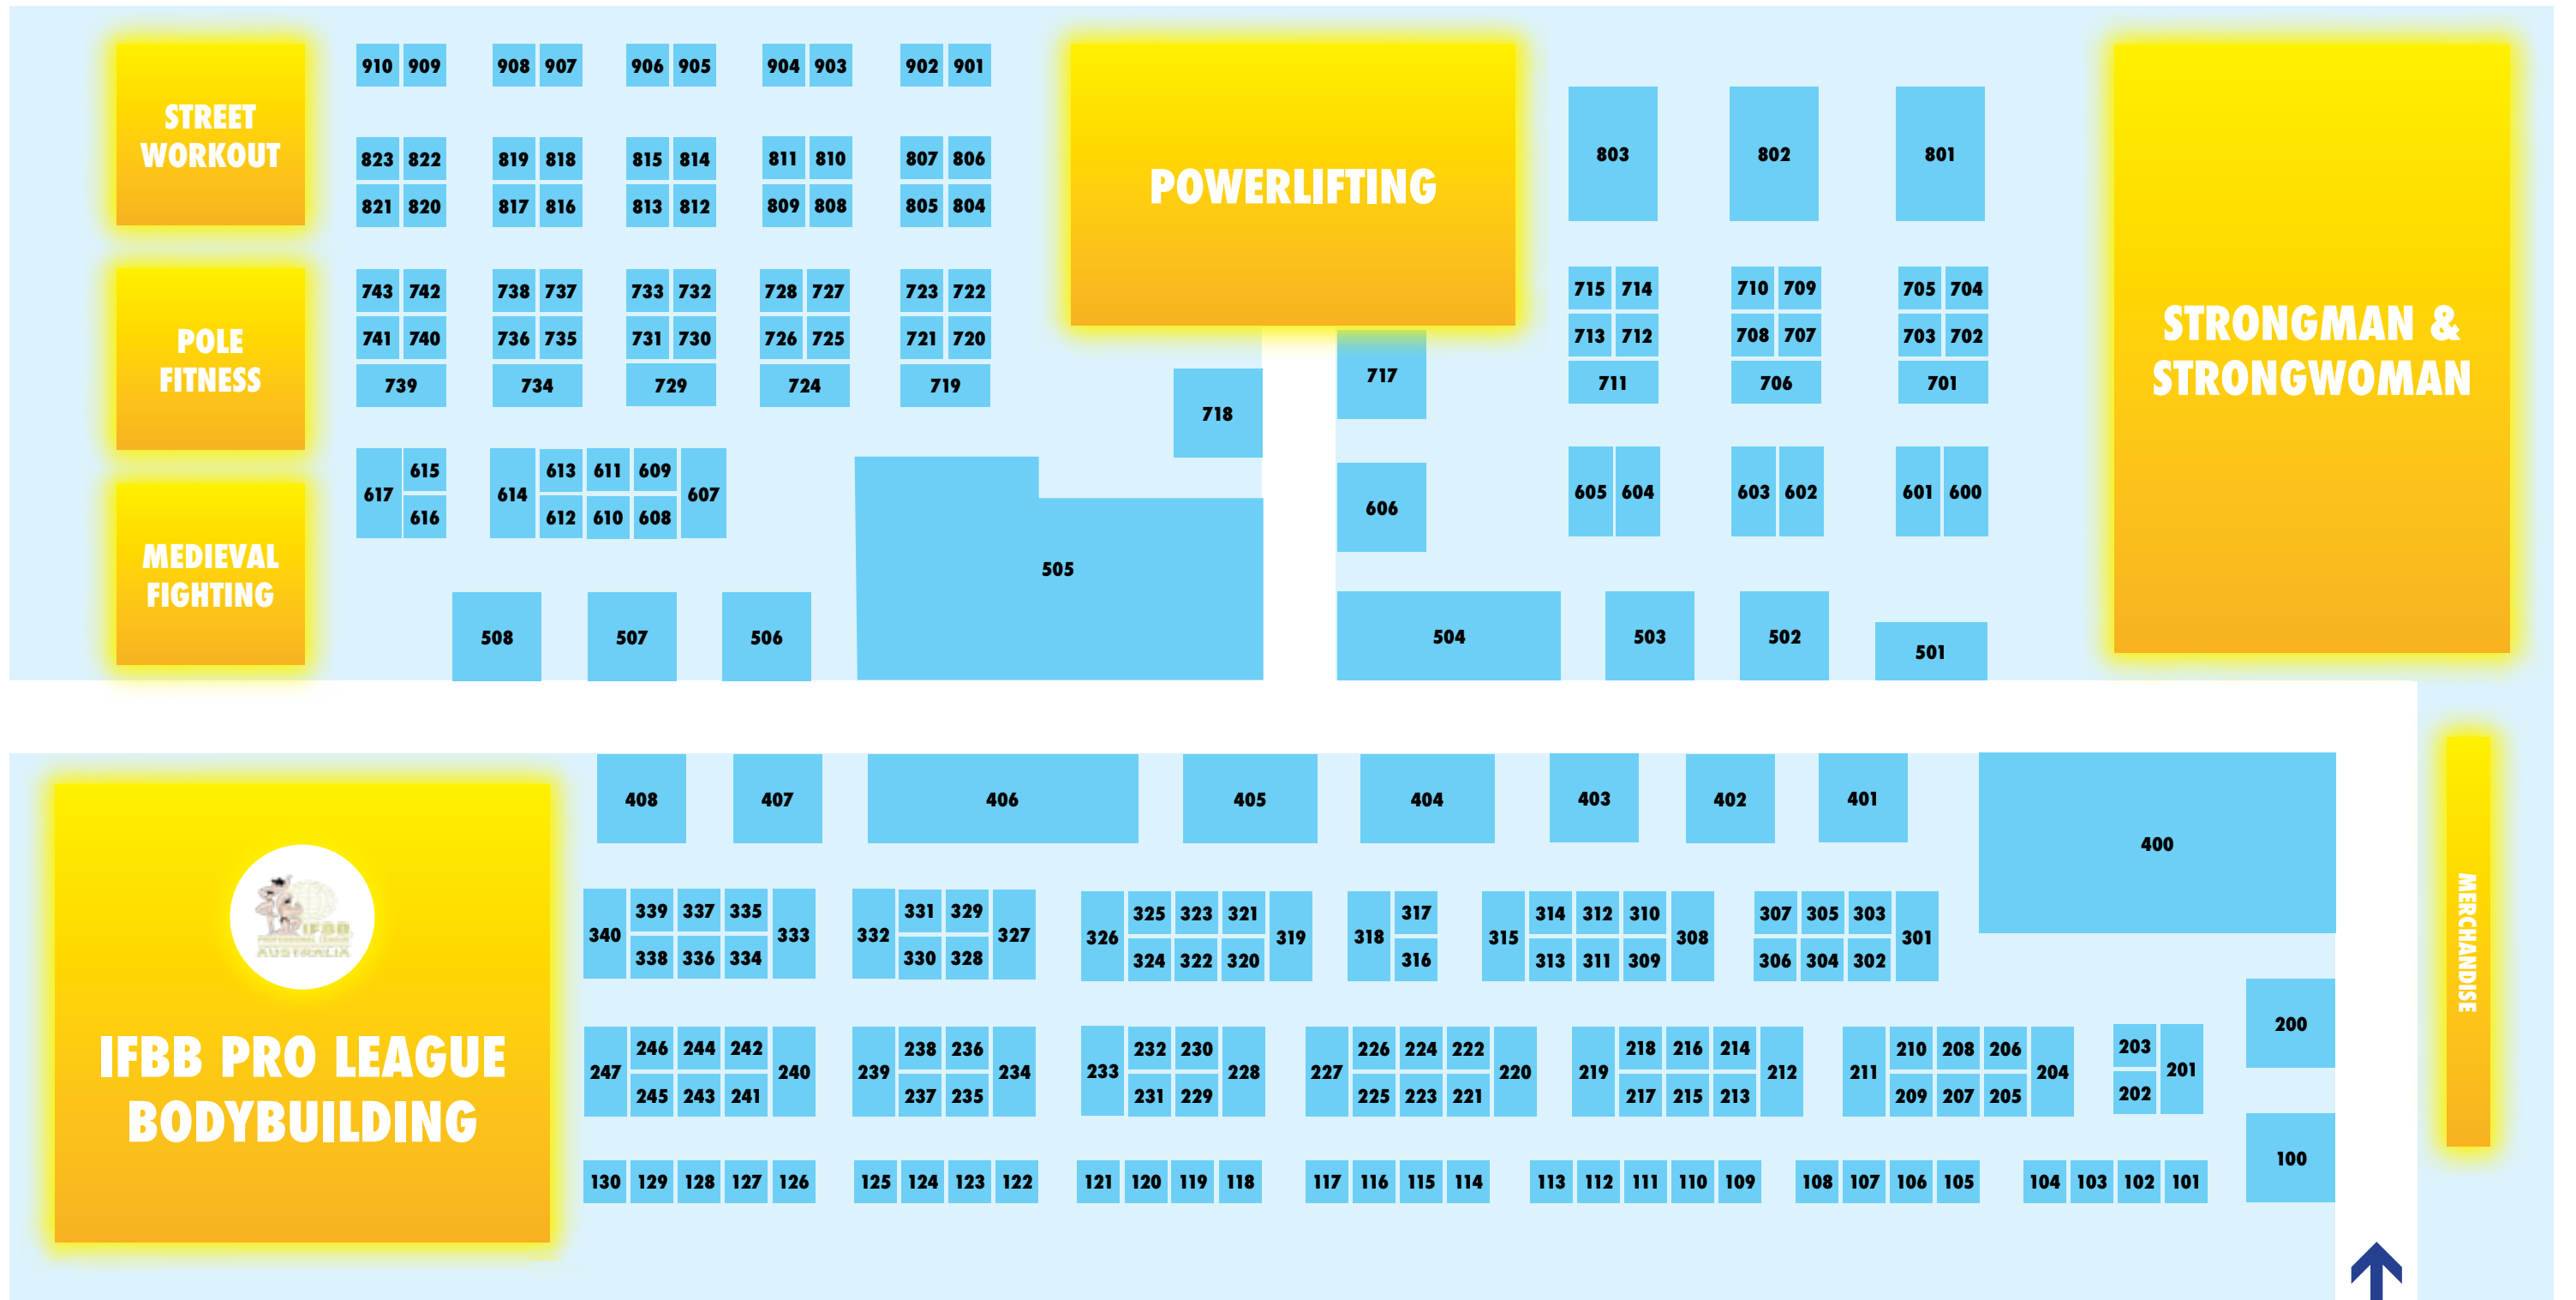 910 909 908 907 906 905 904 903 902 901
STREET
WORKOUT
823 822 819 818 815 814 811 810 807 806
821 820 817 816 813 812 809 808 805 804
POWERLIFTING
803 802 801
743 742 738 737 733 732 728 727 723 722
741 740 736 735 731 730 726 725 721 720
739 734 729 724 719
POLE
FITNESS
715 714 710 709 705 704
713 712 708 707 703 702
711 706 701
STRONGMAN &
STRONGWOMAN
718
717
617 615 614 613 611 609 607
616 612 610 608
606
605 604 603 602 601 600
MEDIEVAL
FIGHTING
505
508 507 506
504 503 502 501
408 407 406 405 404 403 402 401
400
MERCHANDISE
340 339 337 335 333 332 331 329 327 326 325 323 321 319 318 317 315 314 312 310 308 307 305 303 301
338 336 334 330 328 324 322 320 316 313 311 309 306 304 302
IFBB
PROFESSIONAL LEAGUE
AUSTRALIA
IFBB PRO LEAGUE
BODYBUILDING
200
247 246 244 242 240 239 238 236 234 233 232 230 228 227 226 224 222 220 219 218 216 214 212 211 210 208 206 204 203 201
245 243 241 237 235 231 229 225 223 221 217 215 213 209 207 205 202
100
130 129 128 127 126 125 124 123 122 121 120 119 118 117 116 115 114 113 112 111 110 109 108 107 106 105 104 103 102 101